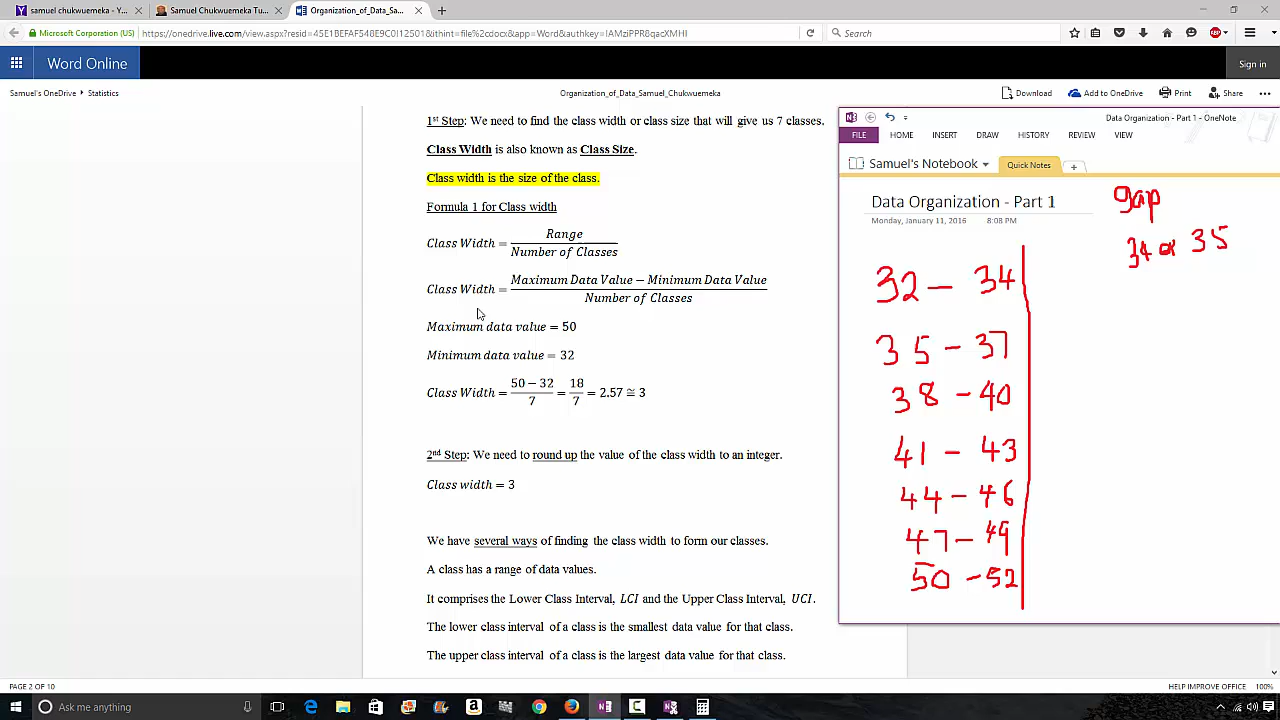 samuel chukwuemeka - Y...
Samuel Chukwuemeka Tu...
Organization_of_Data_Sa...
Microsoft Corporation (US)
https://onedrive.live.com/view.aspx?resid=45E1BEFAF548E9C0!12501&ithint=file%2cdocx&app=Word&authkey=!AMziPPR8qacXMHI
Search
Word Online
Sign in
Samuel's OneDrive
Statistics
Organization_of_Data_Samuel_Chukwuemeka
Download
Add to OneDrive
Print
Share
1st Step: We need to find the class width or class size that will give us 7 classes.
Class Width is also known as Class Size.
Class width is the size of the class.
Formula 1 for Class width
Class Width = Range / Number of Classes
Class Width = Maximum Data Value − Minimum Data Value / Number of Classes
Maximum data value = 50
Minimum data value = 32
Class Width = 50 − 32 / 7 = 18 / 7 = 2.57 ≅ 3
2nd Step: We need to round up the value of the class width to an integer.
Class width = 3
We have several ways of finding the class width to form our classes.
A class has a range of data values.
It comprises the Lower Class Interval, LCI and the Upper Class Interval, UCI.
The lower class interval of a class is the smallest data value for that class.
The upper class interval of a class is the largest data value for that class.
Data Organization - Part 1 - OneNote
FILE HOME INSERT DRAW HISTORY REVIEW VIEW
Samuel's Notebook
Quick Notes
Data Organization - Part 1
Monday, January 11, 2016 8:08 PM
gap
34 & 35
32 - 34
35 - 37
38 - 40
41 - 43
44 - 46
47 - 49
50 - 52
PAGE 2 OF 10
HELP IMPROVE OFFICE
100%
Ask me anything